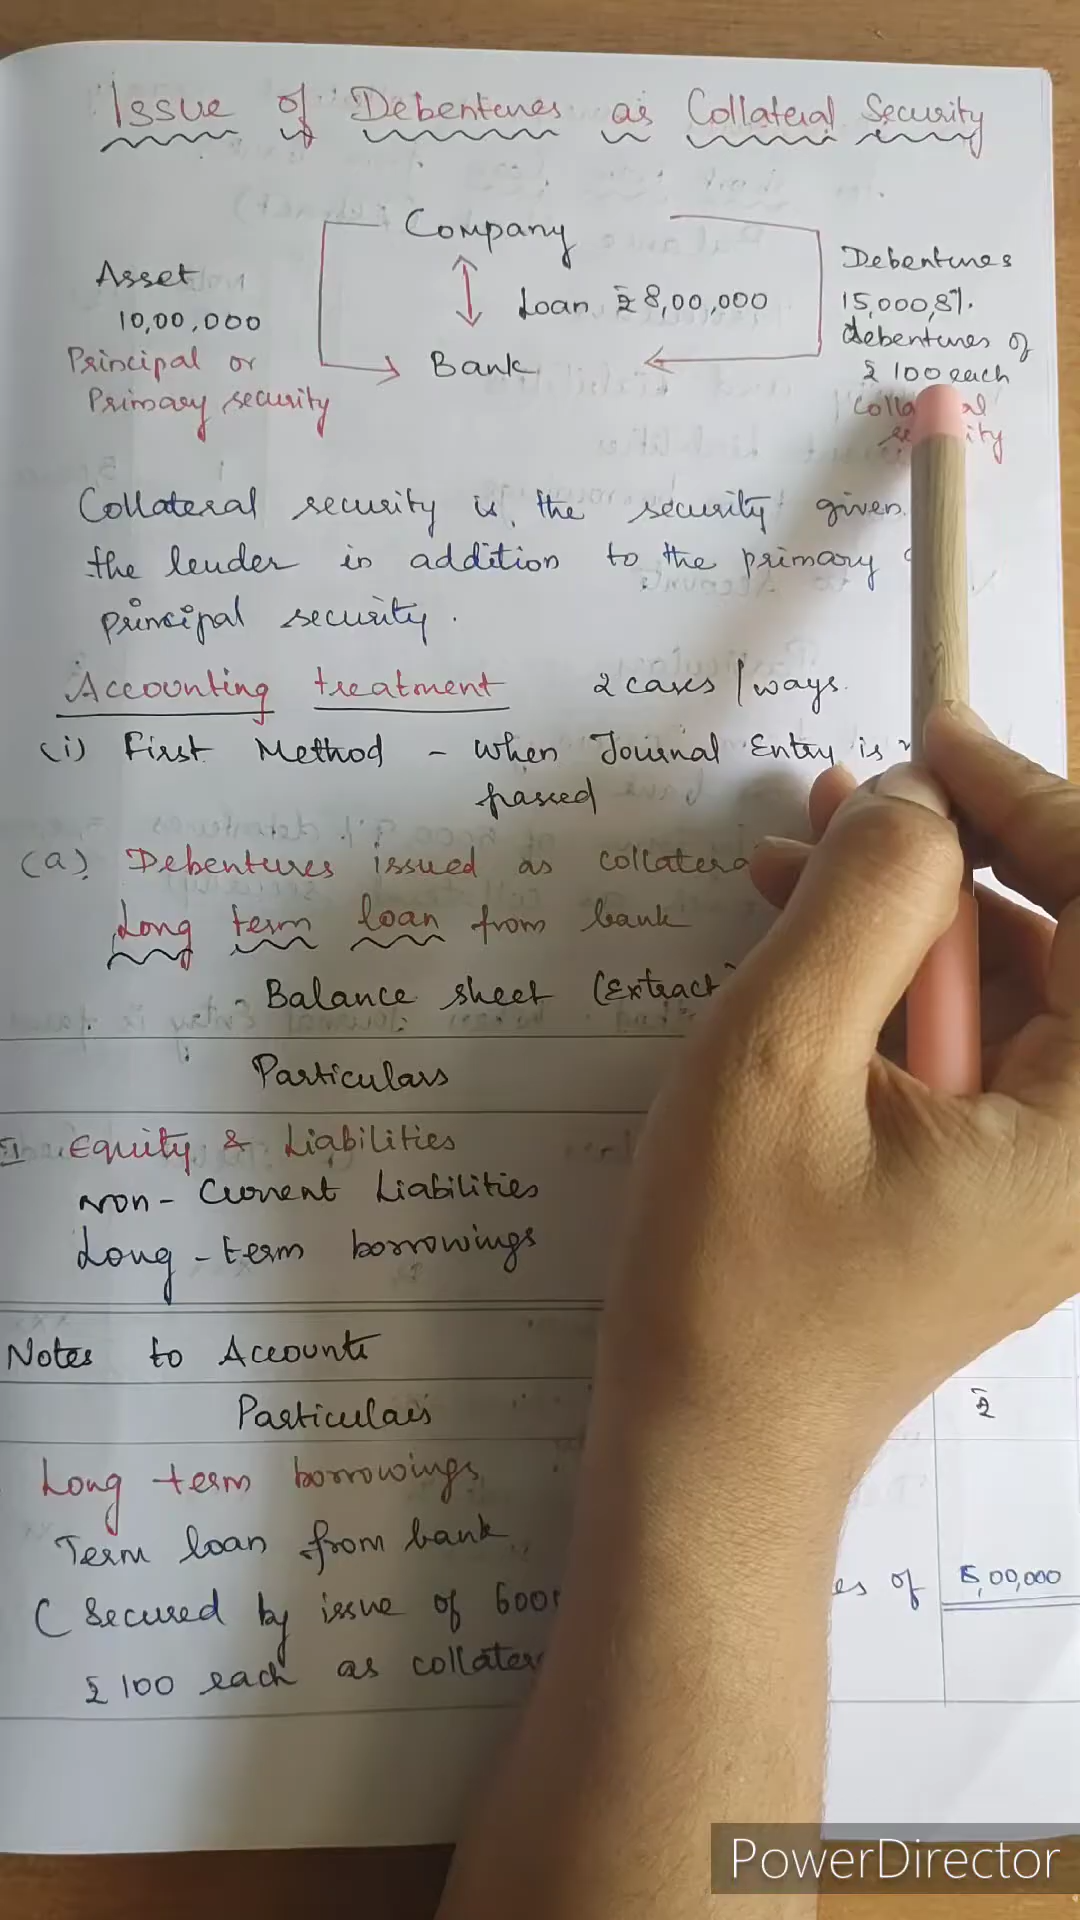 Issue of Debentures as Collateral Security
Company
Asset
10,00,000
Principal or
Primary security
Loan ₹ 8,00,000
Bank
Debentures
15,000, 8%.
debentures of
₹ 100 each
Collateral security is the security given
the lender in addition to the primary
principal security.
Accounting treatment 2 cases / ways.
(i) First Method - When Journal Entry is
passed
(a). Debentures issued as
Long term loan from bank
Balance sheet (Extract)
Particulars
I Equity & Liabilities
Non-Current Liabilities
Long-term borrowings
Notes to Accounts
Particulars ₹
Long term borrowings
Term loan from bank
(Secured by issue of of
₹ 100 each as
PowerDirector